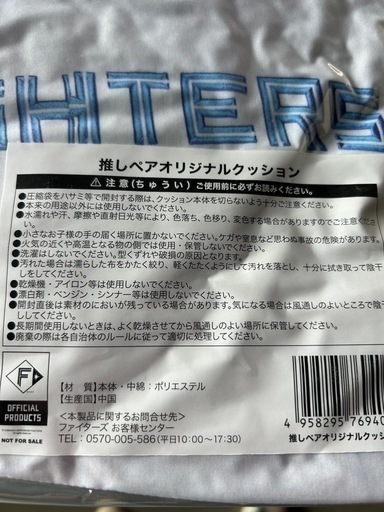 GHTERS
推しペアオリジナルクッション
⚠ 注意(ちゅうい) ご使用前に必ずお読みください。
●圧縮袋をハサミ等で開封する際は、クッション本体を切らないよう十分ご注意ください。
●本来の用途以外には使用しないでください。
●水濡れや汗、摩擦や直射日光等により、色落ち、色移り、変色する場合がありますのでご注意ください。
●小さなお子様の手の届く場所に置かないでください。ケガや窒息など思わぬ事故の危険があります。
●火気の近くや高温となる物の側では使用・保管しないでください。
●洗濯はしないでください。型くずれや破損の原因となります。
●汚れた場合は濡らした布をかたく絞り、軽くたたくようにして汚れを落とし、十分に拭き取って陰干
しをしてください。
●乾燥機・アイロン等は使用しないでください。
●漂白剤・ベンジン・シンナー等は使用しないでください。
●開封直後は素材のにおいが残っている場合があります。気になる場合は風通しのよいところで陰干
してください。
●長期間使用しないときは、よく乾燥させてから風通しのよい場所に保管してください。
●廃棄の際は各自治体のルールに従って適切に処理してください。
F
OFFICIAL
PRODUCTS
NOT FOR SALE
【材 質】本体・中綿:ポリエステル
【生産国】中国
<本製品に関するお問合せ先>
ファイターズ お客様センター
TEL:0570-005-586(平日10:00~17:30)
4 958295 76940
推しペアオリジナルクッショ